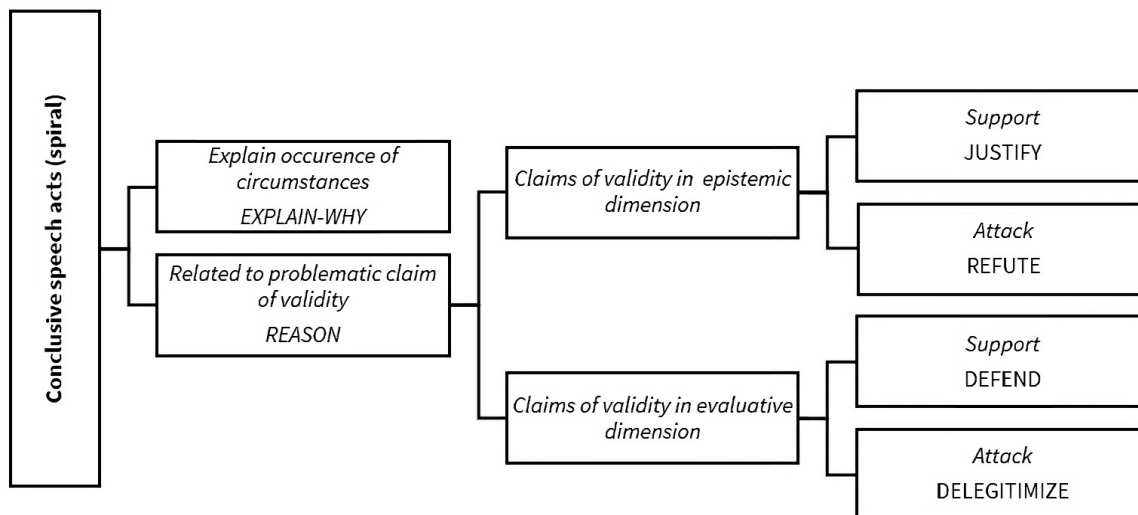 Conclusive speech acts (spiral)
Explain occurence of
circumstances
EXPLAIN-WHY
Related to problematic claim
of validity
REASON
Claims of validity in epistemic
dimension
Support
JUSTIFY
Attack
REFUTE
Claims of validity in evaluative
dimension
Support
DEFEND
Attack
DELEGITIMIZE